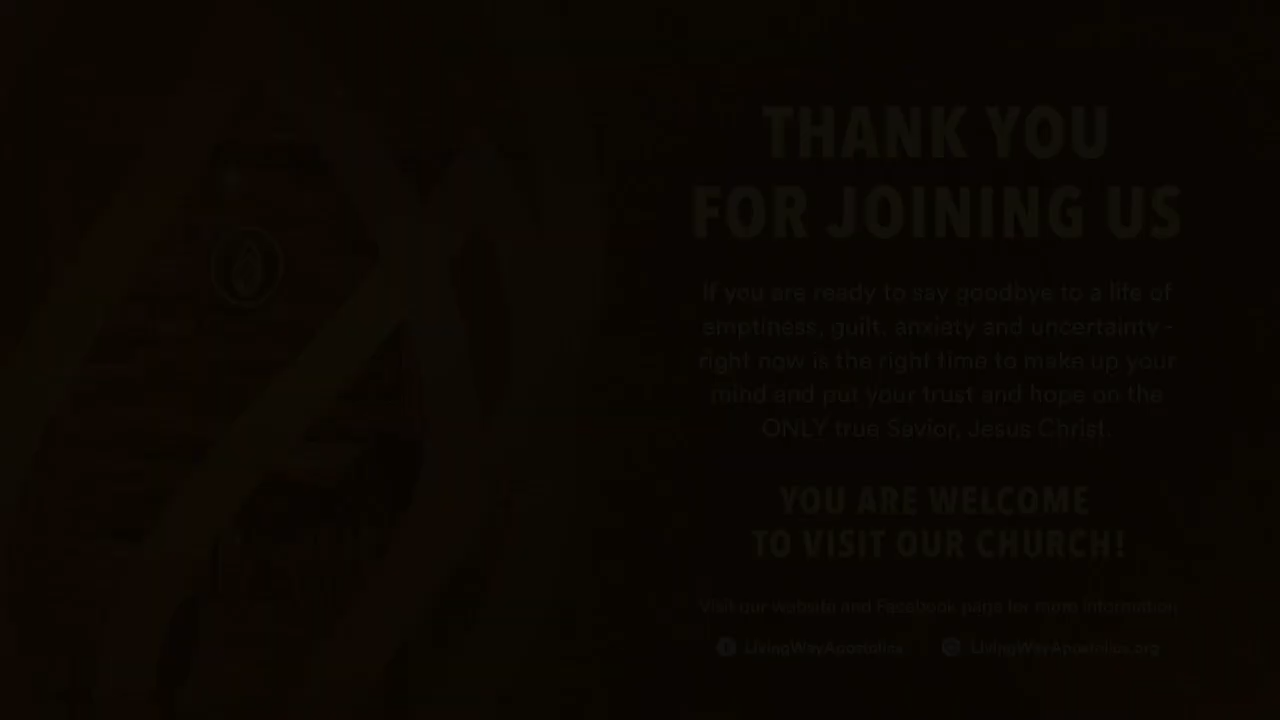 THANK YOU
FOR JOINING US
If you are ready to say goodbye to a life of
emptiness, guilt, anxiety and uncertainty -
right now is the right time to make up your
mind and put your trust and hope on the
ONLY true Savior, Jesus Christ.
YOU ARE WELCOME
TO VISIT OUR CHURCH!
Visit our website and Facebook page for more information
LivingWayApostolics
LivingWayApostolics.org